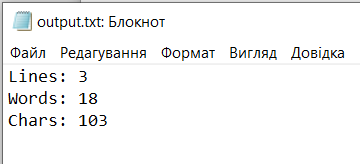 output.txt: Блокнот
Файл Редагування Формат Вигляд Довідка
Lines: 3
Words: 18
Chars: 103